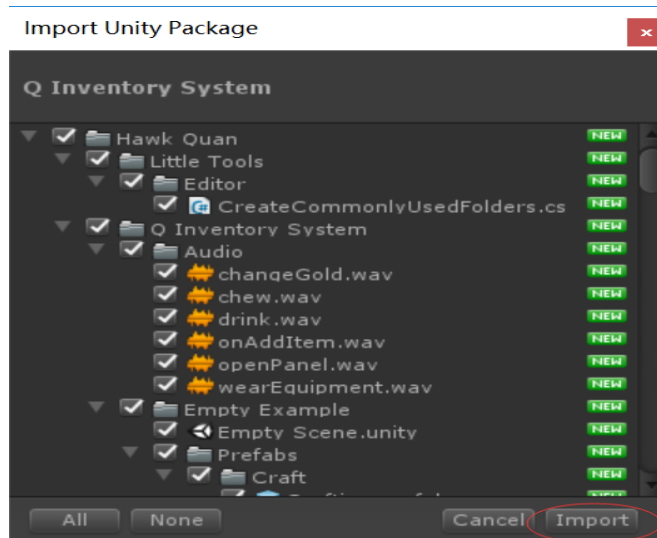 Import Unity Package
x
Q Inventory System
Hawk Quan NEW
Little Tools NEW
Editor NEW
CreateCommonlyUsedFolders.cs NEW
Q Inventory System NEW
Audio NEW
changeGold.wav NEW
chew.wav NEW
drink.wav NEW
onAddItem.wav NEW
openPanel.wav NEW
wearEquipment.wav NEW
Empty Example NEW
Empty Scene.unity NEW
Prefabs NEW
Craft NEW
All None Cancel Import